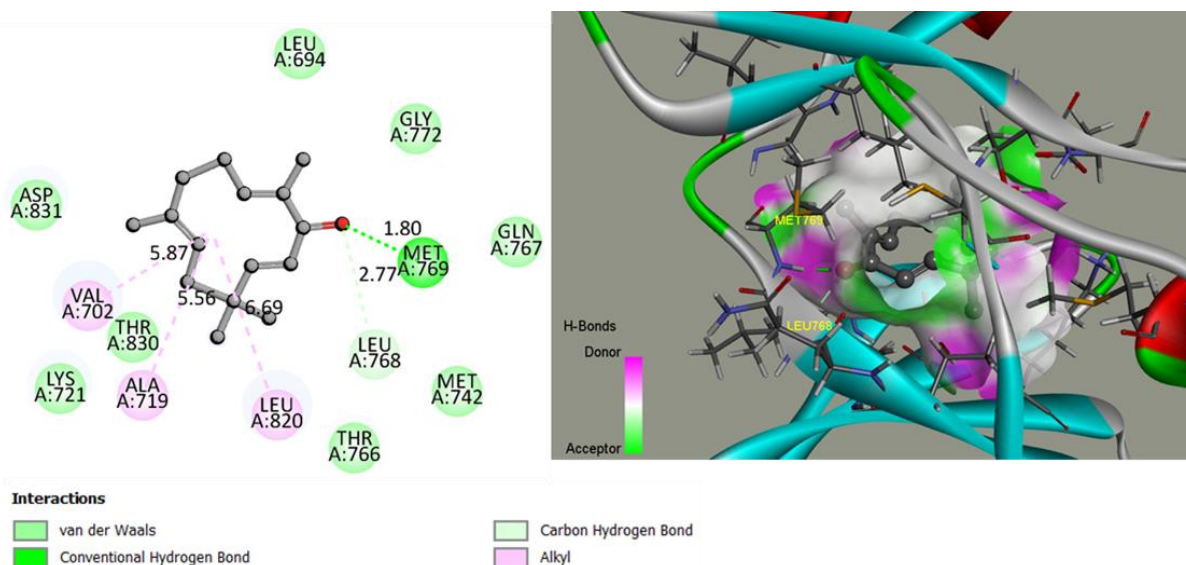 LEU
A:694
GLY
A:772
ASP
A:831
1.80
GLN
A:767
MET
A:769
5.87
2.77
VAL
A:702
5.56
6.69
THR
A:830
LEU
A:768
LYS
A:721
ALA
A:719
MET
A:742
LEU
A:820
THR
A:766
Interactions
van der Waals
Conventional Hydrogen Bond
Carbon Hydrogen Bond
Alkyl
MET769
LEU768
H-Bonds
Donor
Acceptor